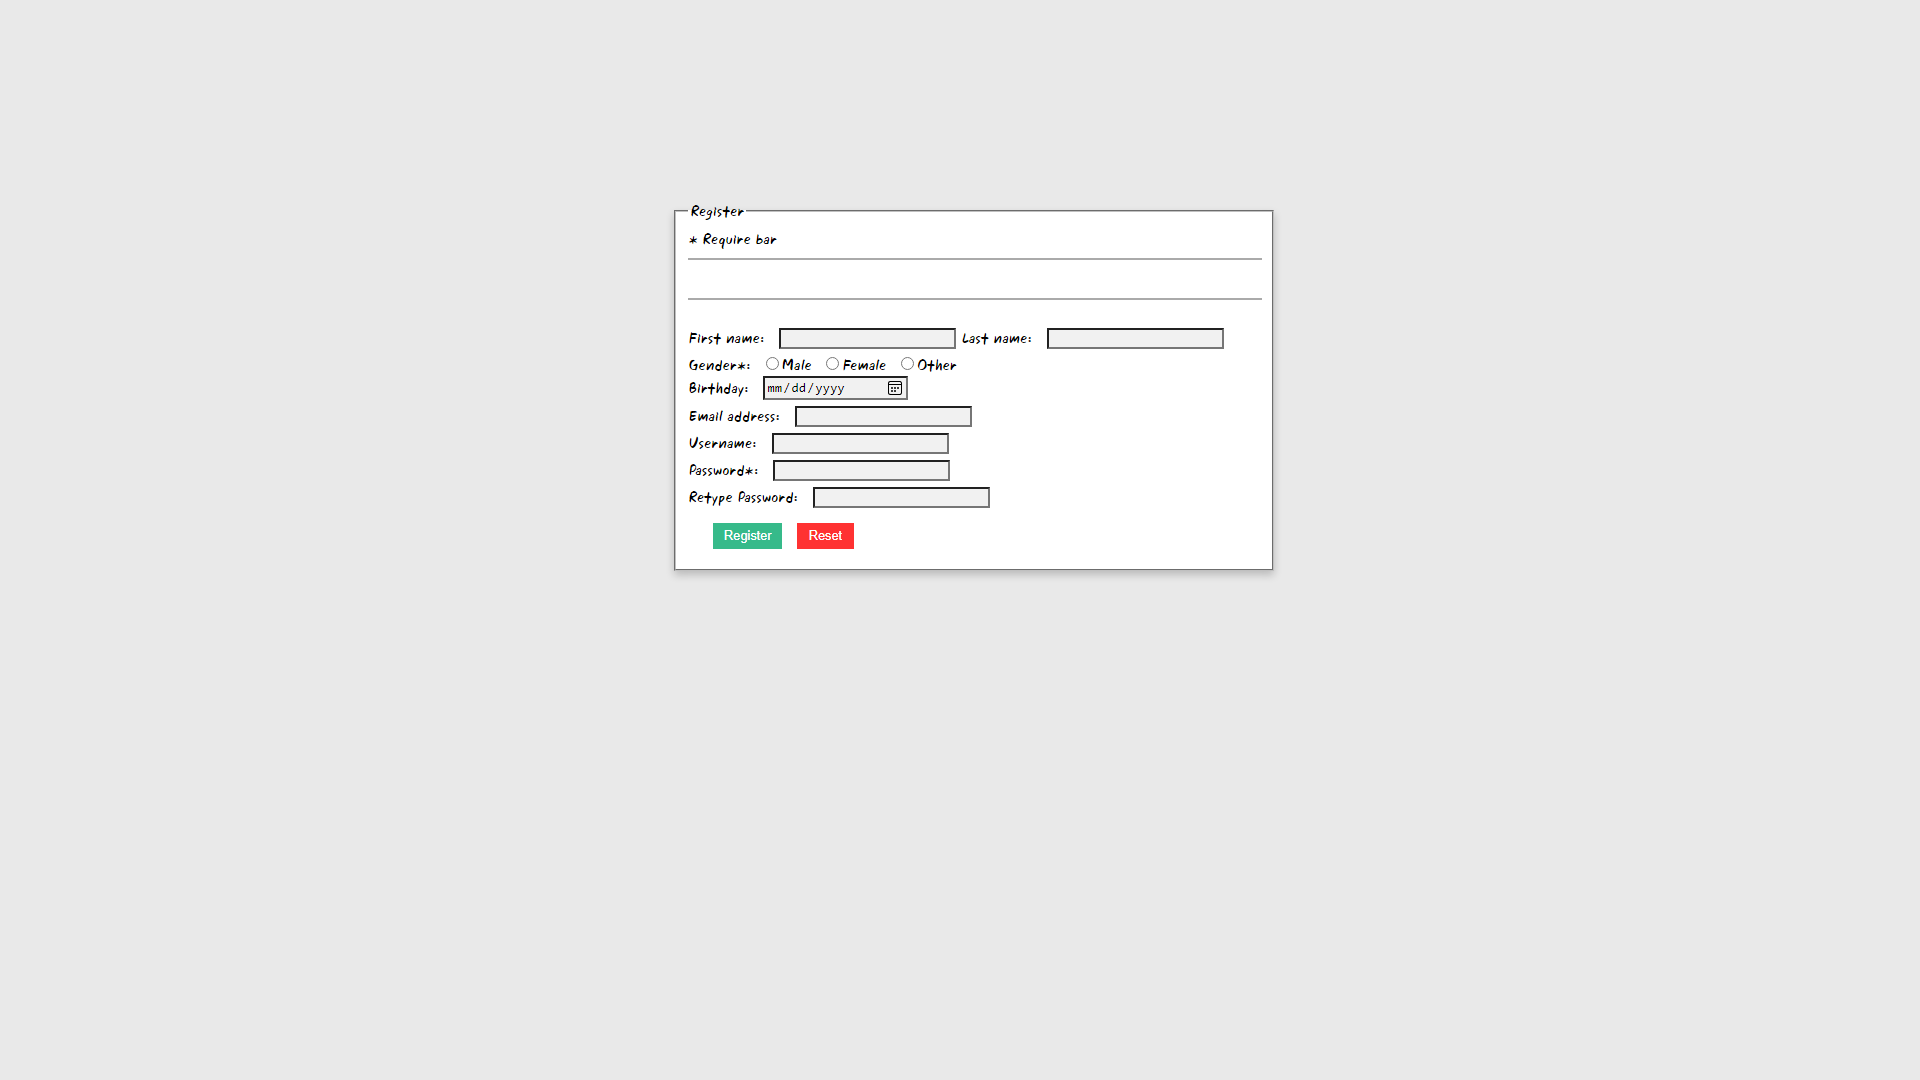 Register
* Require bar
First name: Last name:
Gender*: Male Female Other
Birthday: mm/dd/yyyy
Email address:
Username:
Password*:
Retype Password:
Register Reset